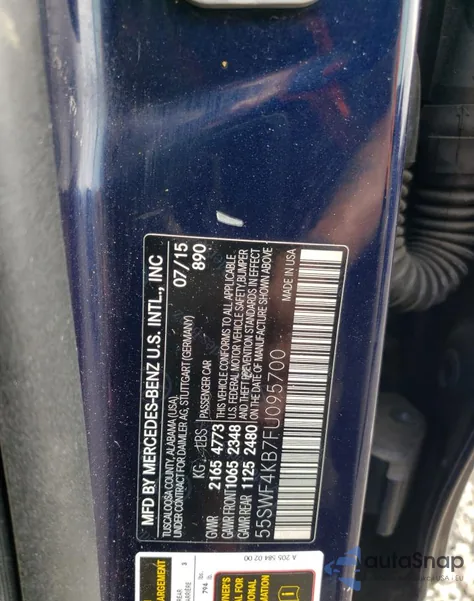 MFD BY MERCEDES-BENZ U.S. INTL., INC
TUSCALOOSA COUNTY, ALABAMA (USA)
UNDER CONTRACT FOR DAIMLER AG, STUTTGART (GERMANY)
07/15
890
KG LBS
PASSENGER CAR
GVWR 2165 4773
GWR FRONT 1065 2348
GWR REAR 1125 2480
THIS VEHICLE CONFORMS TO ALL APPLICABLE
U.S. FEDERAL MOTOR VEHICLE SAFETY, BUMPER
AND THEFT PREVENTION STANDARDS IN EFFECT
ON THE DATE OF MANUFACTURE SHOWN ABOVE
55SWF4KB7FU095700
MADE IN USA
A 205 584 02 00
794
autoSnap